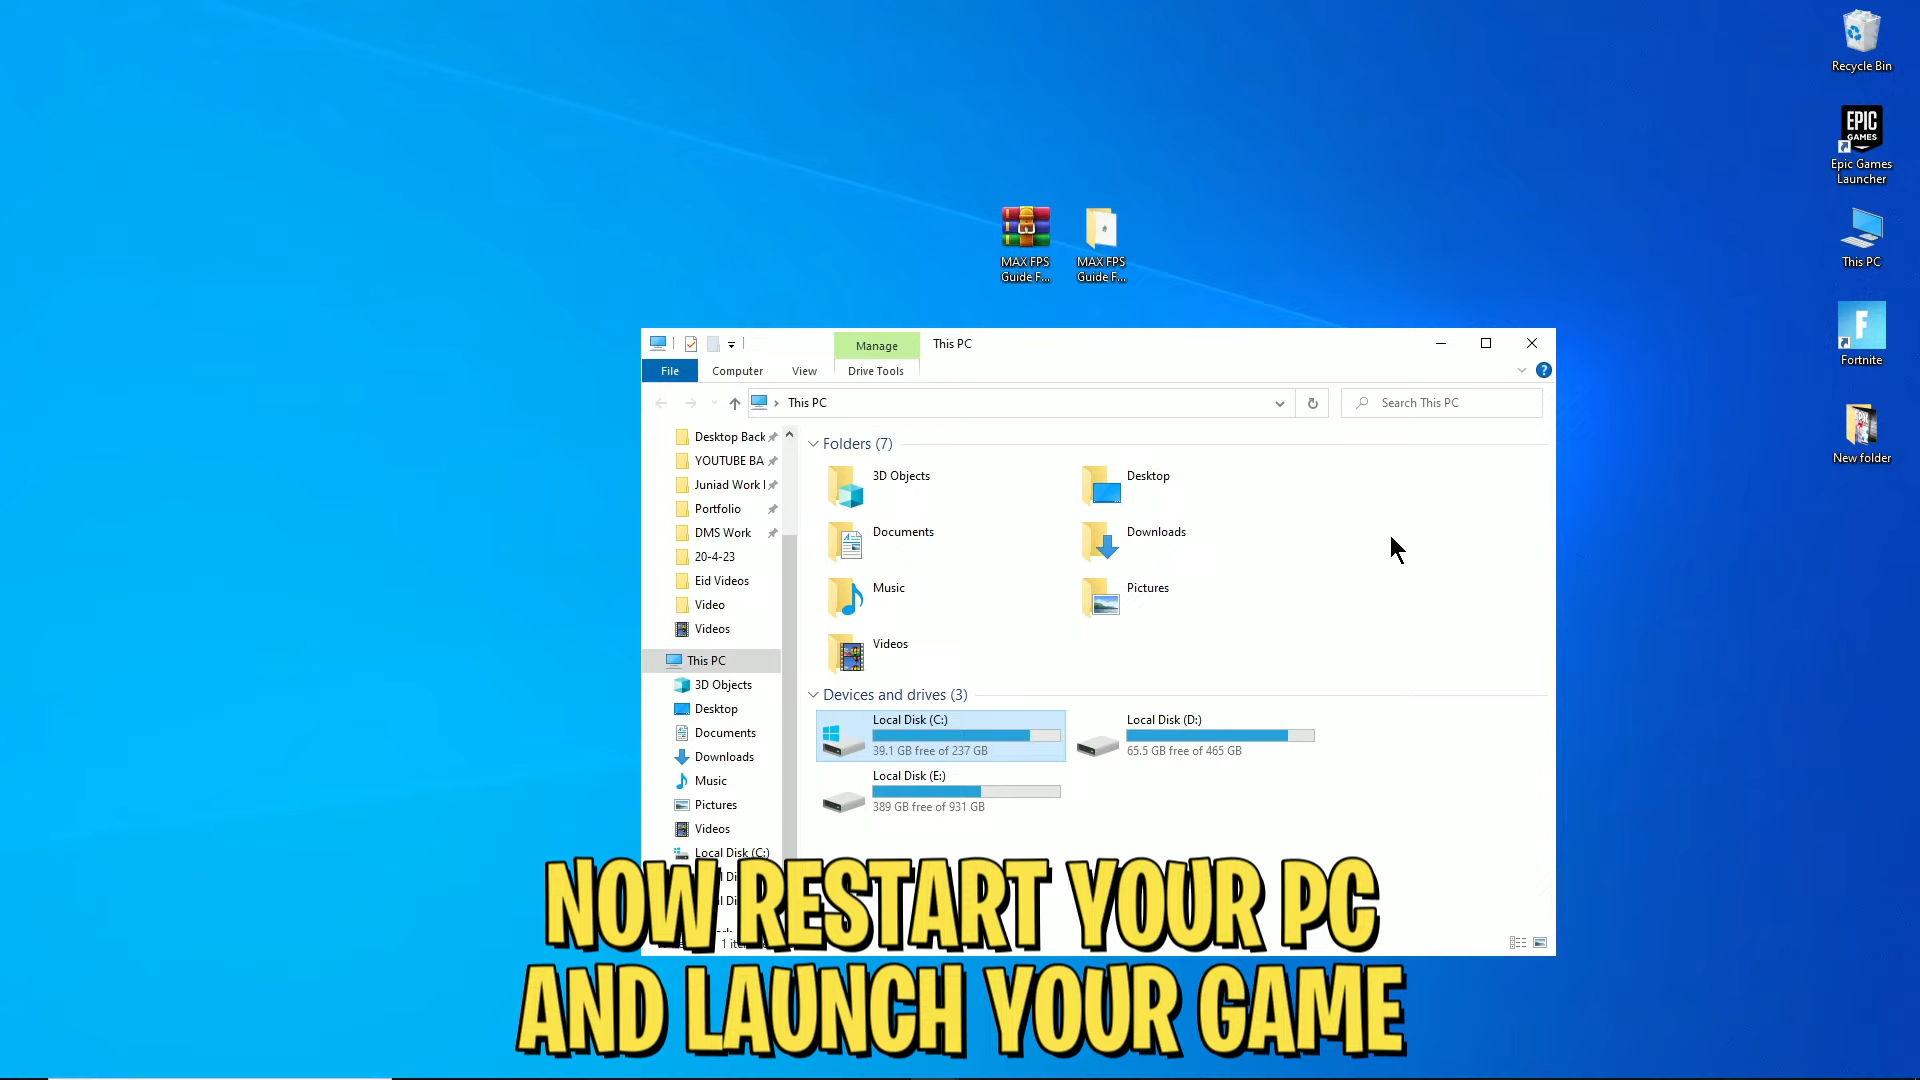 Recycle Bin
EPIC
GAMES
Epic Games
Launcher
This PC
F
Fortnite
New folder
MAX FPS
Guide F...
MAX FPS
Guide F...
Manage
This PC
File
Computer
View
Drive Tools
This PC
Search This PC
Desktop Back
YOUTUBE BA
Juniad Work I
Portfolio
DMS Work
20-4-23
Eid Videos
Video
Videos
This PC
3D Objects
Desktop
Documents
Downloads
Music
Pictures
Videos
Local Disk (C:)
Folders (7)
3D Objects
Desktop
Documents
Downloads
Music
Pictures
Videos
Devices and drives (3)
Local Disk (C:)
39.1 GB free of 237 GB
Local Disk (D:)
65.5 GB free of 465 GB
Local Disk (E:)
389 GB free of 931 GB
NOW RESTART YOUR PC
AND LAUNCH YOUR GAME